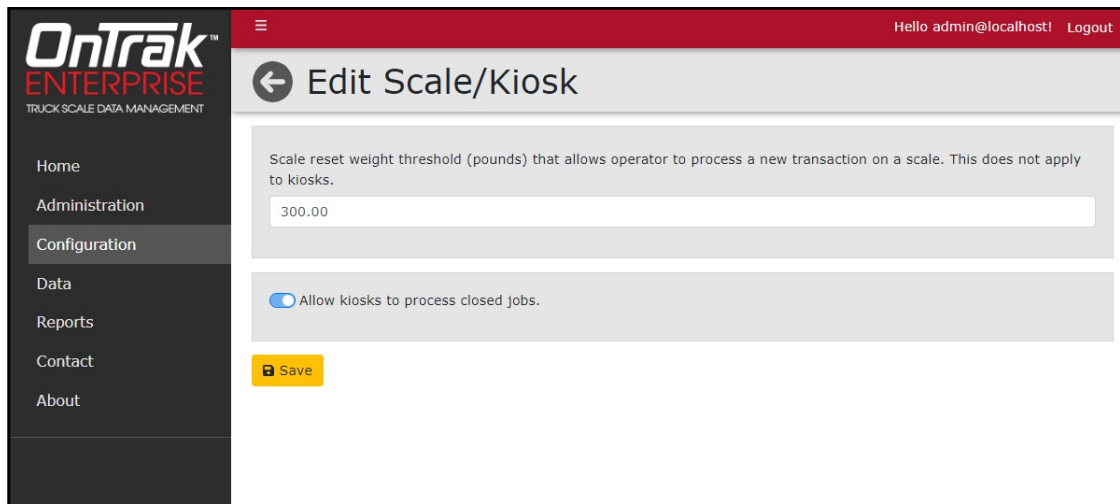 OnTrak™
ENTERPRISE
TRUCK SCALE DATA MANAGEMENT
Hello admin@localhost! Logout
Edit Scale/Kiosk
Home
Administration
Configuration
Data
Reports
Contact
About
Scale reset weight threshold (pounds) that allows operator to process a new transaction on a scale. This does not apply
to kiosks.
300.00
Allow kiosks to process closed jobs.
Save